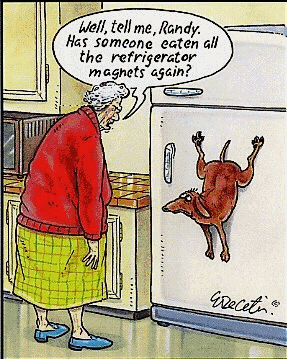 Well, tell me, Randy.
Has someone eaten all
the refrigerator
magnets again?